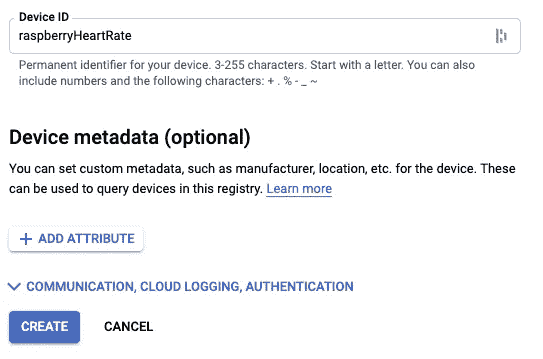 Device ID
raspberryHeartRate
Permanent identifier for your device. 3-255 characters. Start with a letter. You can also
include numbers and the following characters: + . % - _ ~
Device metadata (optional)
You can set custom metadata, such as manufacturer, location, etc. for the device. These
can be used to query devices in this registry. Learn more
+ ADD ATTRIBUTE
COMMUNICATION, CLOUD LOGGING, AUTHENTICATION
CREATE CANCEL